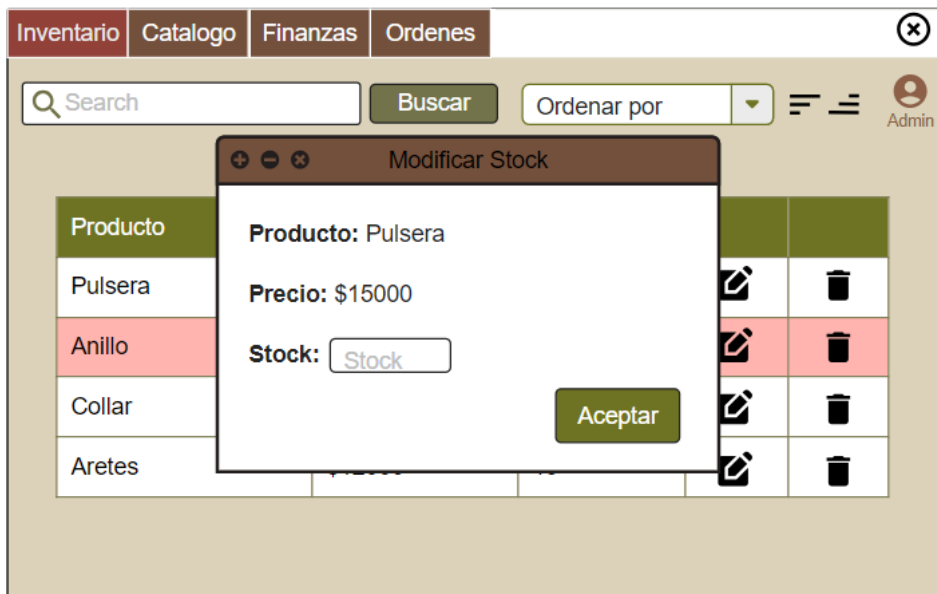 Inventario Catalogo Finanzas Ordenes
Search Buscar Ordenar por
Admin
Modificar Stock
Producto
Producto: Pulsera
Pulsera
Precio: $15000
Anillo
Stock: Stock
Collar
Aceptar
Aretes